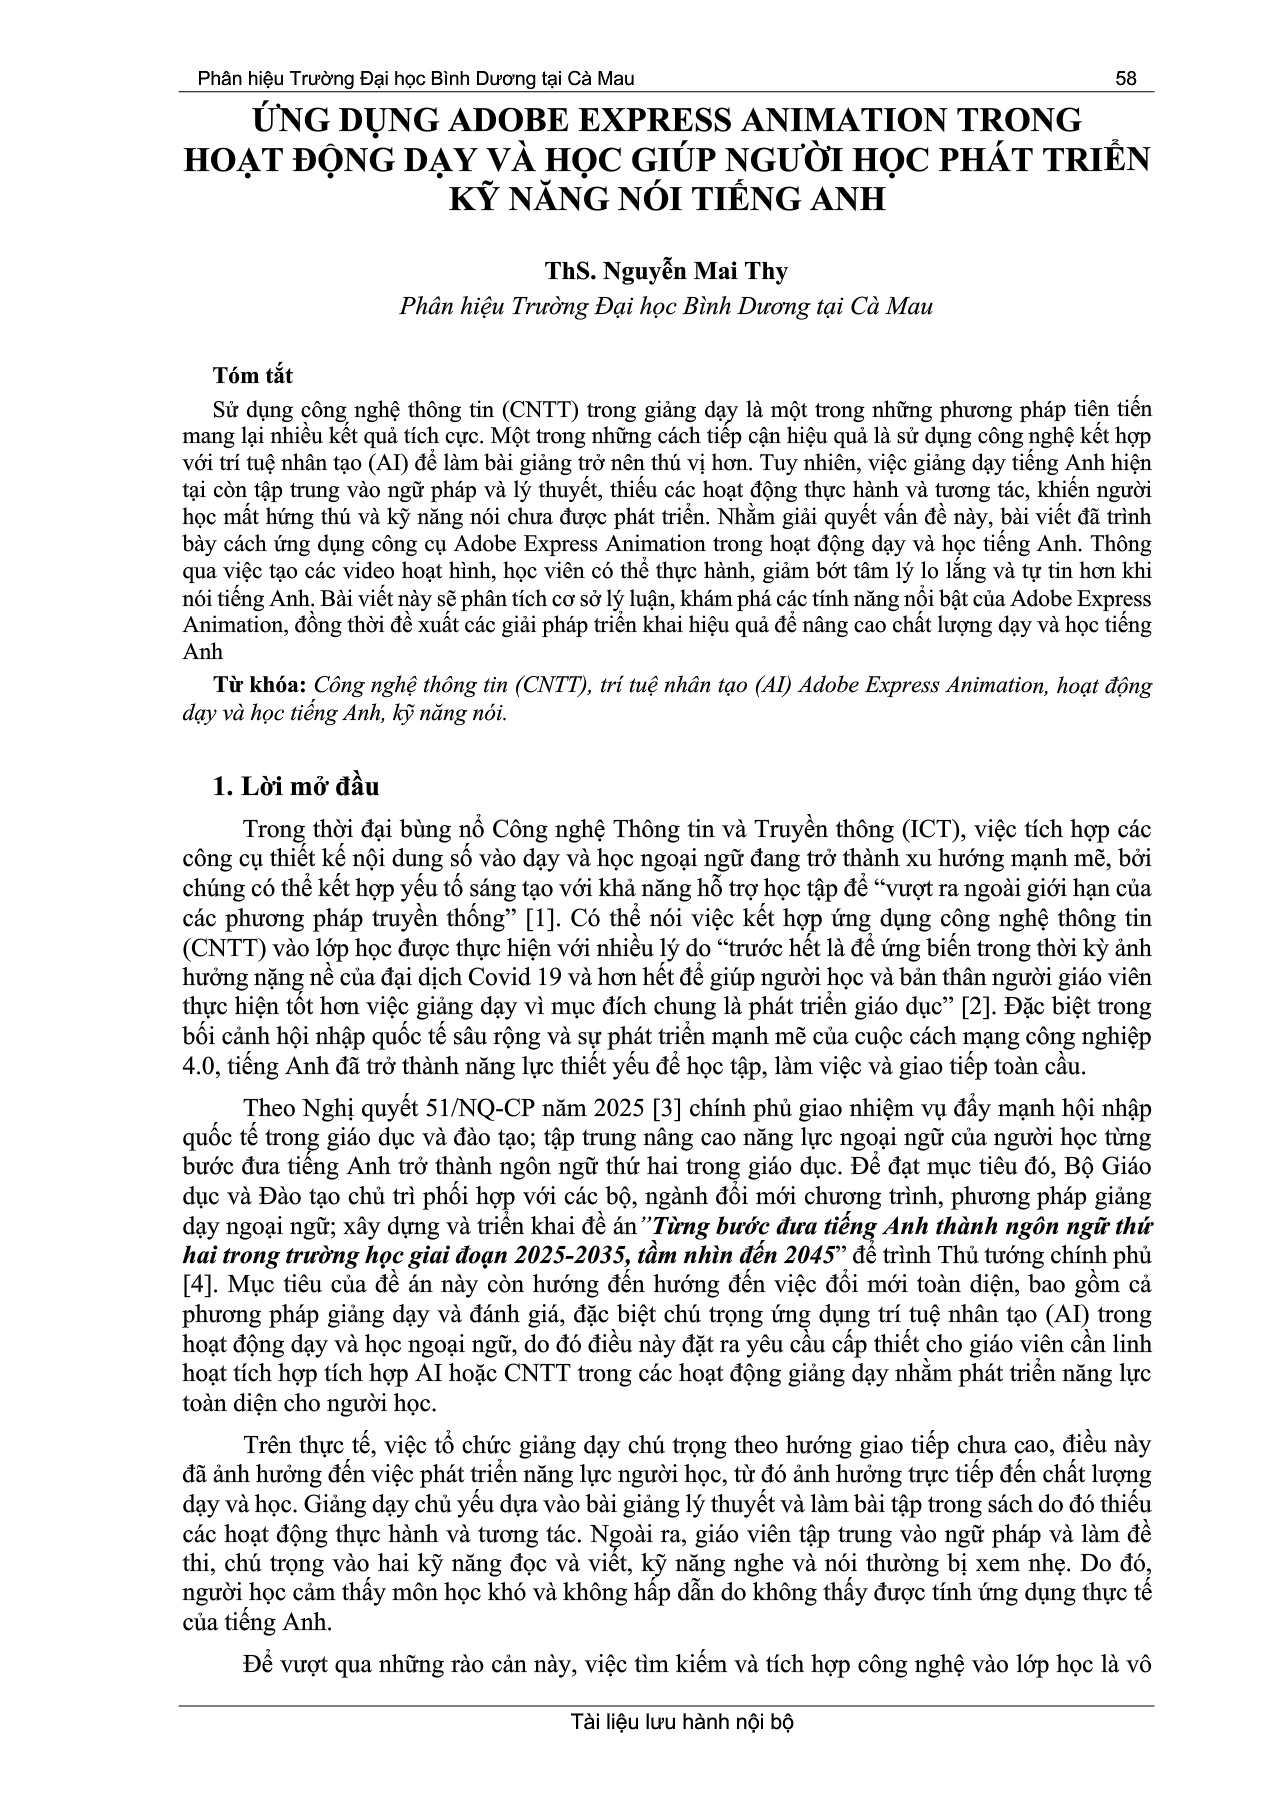 Phân hiệu Trường Đại học Bình Dương tại Cà Mau 58
ỨNG DỤNG ADOBE EXPRESS ANIMATION TRONG
HOẠT ĐỘNG DẠY VÀ HỌC GIÚP NGƯỜI HỌC PHÁT TRIỂN
KỸ NĂNG NÓI TIẾNG ANH
ThS. Nguyễn Mai Thy
Phân hiệu Trường Đại học Bình Dương tại Cà Mau
Tóm tắt
Sử dụng công nghệ thông tin (CNTT) trong giảng dạy là một trong những phương pháp tiên tiến
mang lại nhiều kết quả tích cực. Một trong những cách tiếp cận hiệu quả là sử dụng công nghệ kết hợp
với trí tuệ nhân tạo (AI) để làm bài giảng trở nên thú vị hơn. Tuy nhiên, việc giảng dạy tiếng Anh hiện
tại còn tập trung vào ngữ pháp và lý thuyết, thiếu các hoạt động thực hành và tương tác, khiến người
học mất hứng thú và kỹ năng nói chưa được phát triển. Nhằm giải quyết vấn đề này, bài viết đã trình
bày cách ứng dụng công cụ Adobe Express Animation trong hoạt động dạy và học tiếng Anh. Thông
qua việc tạo các video hoạt hình, học viên có thể thực hành, giảm bớt tâm lý lo lắng và tự tin hơn khi
nói tiếng Anh. Bài viết này sẽ phân tích cơ sở lý luận, khám phá các tính năng nổi bật của Adobe Express
Animation, đồng thời đề xuất các giải pháp triển khai hiệu quả để nâng cao chất lượng dạy và học tiếng
Anh
Từ khóa: Công nghệ thông tin (CNTT), trí tuệ nhân tạo (AI) Adobe Express Animation, hoạt động
dạy và học tiếng Anh, kỹ năng nói.
1. Lời mở đầu
Trong thời đại bùng nổ Công nghệ Thông tin và Truyền thông (ICT), việc tích hợp các
công cụ thiết kế nội dung số vào dạy và học ngoại ngữ đang trở thành xu hướng mạnh mẽ, bởi
chúng có thể kết hợp yếu tố sáng tạo với khả năng hỗ trợ học tập để “vượt ra ngoài giới hạn của
các phương pháp truyền thống” [1]. Có thể nói việc kết hợp ứng dụng công nghệ thông tin
(CNTT) vào lớp học được thực hiện với nhiều lý do “trước hết là để ứng biến trong thời kỳ ảnh
hưởng nặng nề của đại dịch Covid 19 và hơn hết để giúp người học và bản thân người giáo viên
thực hiện tốt hơn việc giảng dạy vì mục đích chung là phát triển giáo dục” [2]. Đặc biệt trong
bối cảnh hội nhập quốc tế sâu rộng và sự phát triển mạnh mẽ của cuộc cách mạng công nghiệp
4.0, tiếng Anh đã trở thành năng lực thiết yếu để học tập, làm việc và giao tiếp toàn cầu.
Theo Nghị quyết 51/NQ-CP năm 2025 [3] chính phủ giao nhiệm vụ đẩy mạnh hội nhập
quốc tế trong giáo dục và đào tạo; tập trung nâng cao năng lực ngoại ngữ của người học từng
bước đưa tiếng Anh trở thành ngôn ngữ thứ hai trong giáo dục. Để đạt mục tiêu đó, Bộ Giáo
dục và Đào tạo chủ trì phối hợp với các bộ, ngành đổi mới chương trình, phương pháp giảng
dạy ngoại ngữ; xây dựng và triển khai đề án ”Từng bước đưa tiếng Anh thành ngôn ngữ thứ
hai trong trường học giai đoạn 2025-2035, tầm nhìn đến 2045” để trình Thủ tướng chính phủ
[4]. Mục tiêu của đề án này còn hướng đến hướng đến việc đổi mới toàn diện, bao gồm cả
phương pháp giảng dạy và đánh giá, đặc biệt chú trọng ứng dụng trí tuệ nhân tạo (AI) trong
hoạt động dạy và học ngoại ngữ, do đó điều này đặt ra yêu cầu cấp thiết cho giáo viên cần linh
hoạt tích hợp tích hợp AI hoặc CNTT trong các hoạt động giảng dạy nhằm phát triển năng lực
toàn diện cho người học.
Trên thực tế, việc tổ chức giảng dạy chú trọng theo hướng giao tiếp chưa cao, điều này
đã ảnh hưởng đến việc phát triển năng lực người học, từ đó ảnh hưởng trực tiếp đến chất lượng
dạy và học. Giảng dạy chủ yếu dựa vào bài giảng lý thuyết và làm bài tập trong sách do đó thiếu
các hoạt động thực hành và tương tác. Ngoài ra, giáo viên tập trung vào ngữ pháp và làm đề
thi, chú trọng vào hai kỹ năng đọc và viết, kỹ năng nghe và nói thường bị xem nhẹ. Do đó,
người học cảm thấy môn học khó và không hấp dẫn do không thấy được tính ứng dụng thực tế
của tiếng Anh.
Để vượt qua những rào cản này, việc tìm kiếm và tích hợp công nghệ vào lớp học là vô
Tài liệu lưu hành nội bộ